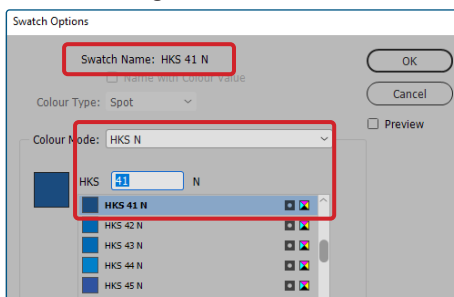 Swatch Options
Swatch Name: HKS 41 N
Name with Colour Value
OK
Colour Type: Spot
Cancel
Preview
Colour Mode: HKS N
HKS 41 N
HKS 41 N
HKS 42 N
HKS 43 N
HKS 44 N
HKS 45 N